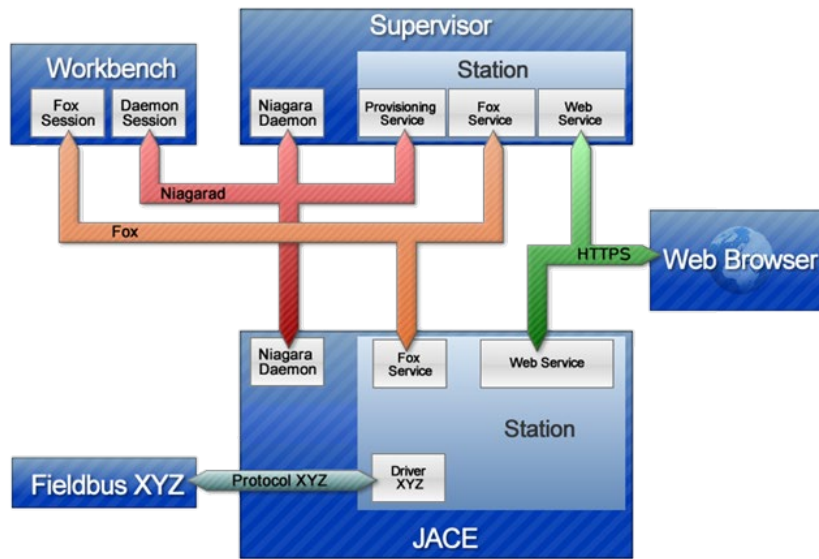 Supervisor
Workbench
Station
Fox
Session
Daemon
Session
Niagara
Daemon
Provisioning
Service
Fox
Service
Web
Service
Niagarad
Fox
HTTPS
Web Browser
Niagara
Daemon
Fox
Service
Web Service
Station
Fieldbus XYZ
Protocol XYZ
Driver
XYZ
JACE